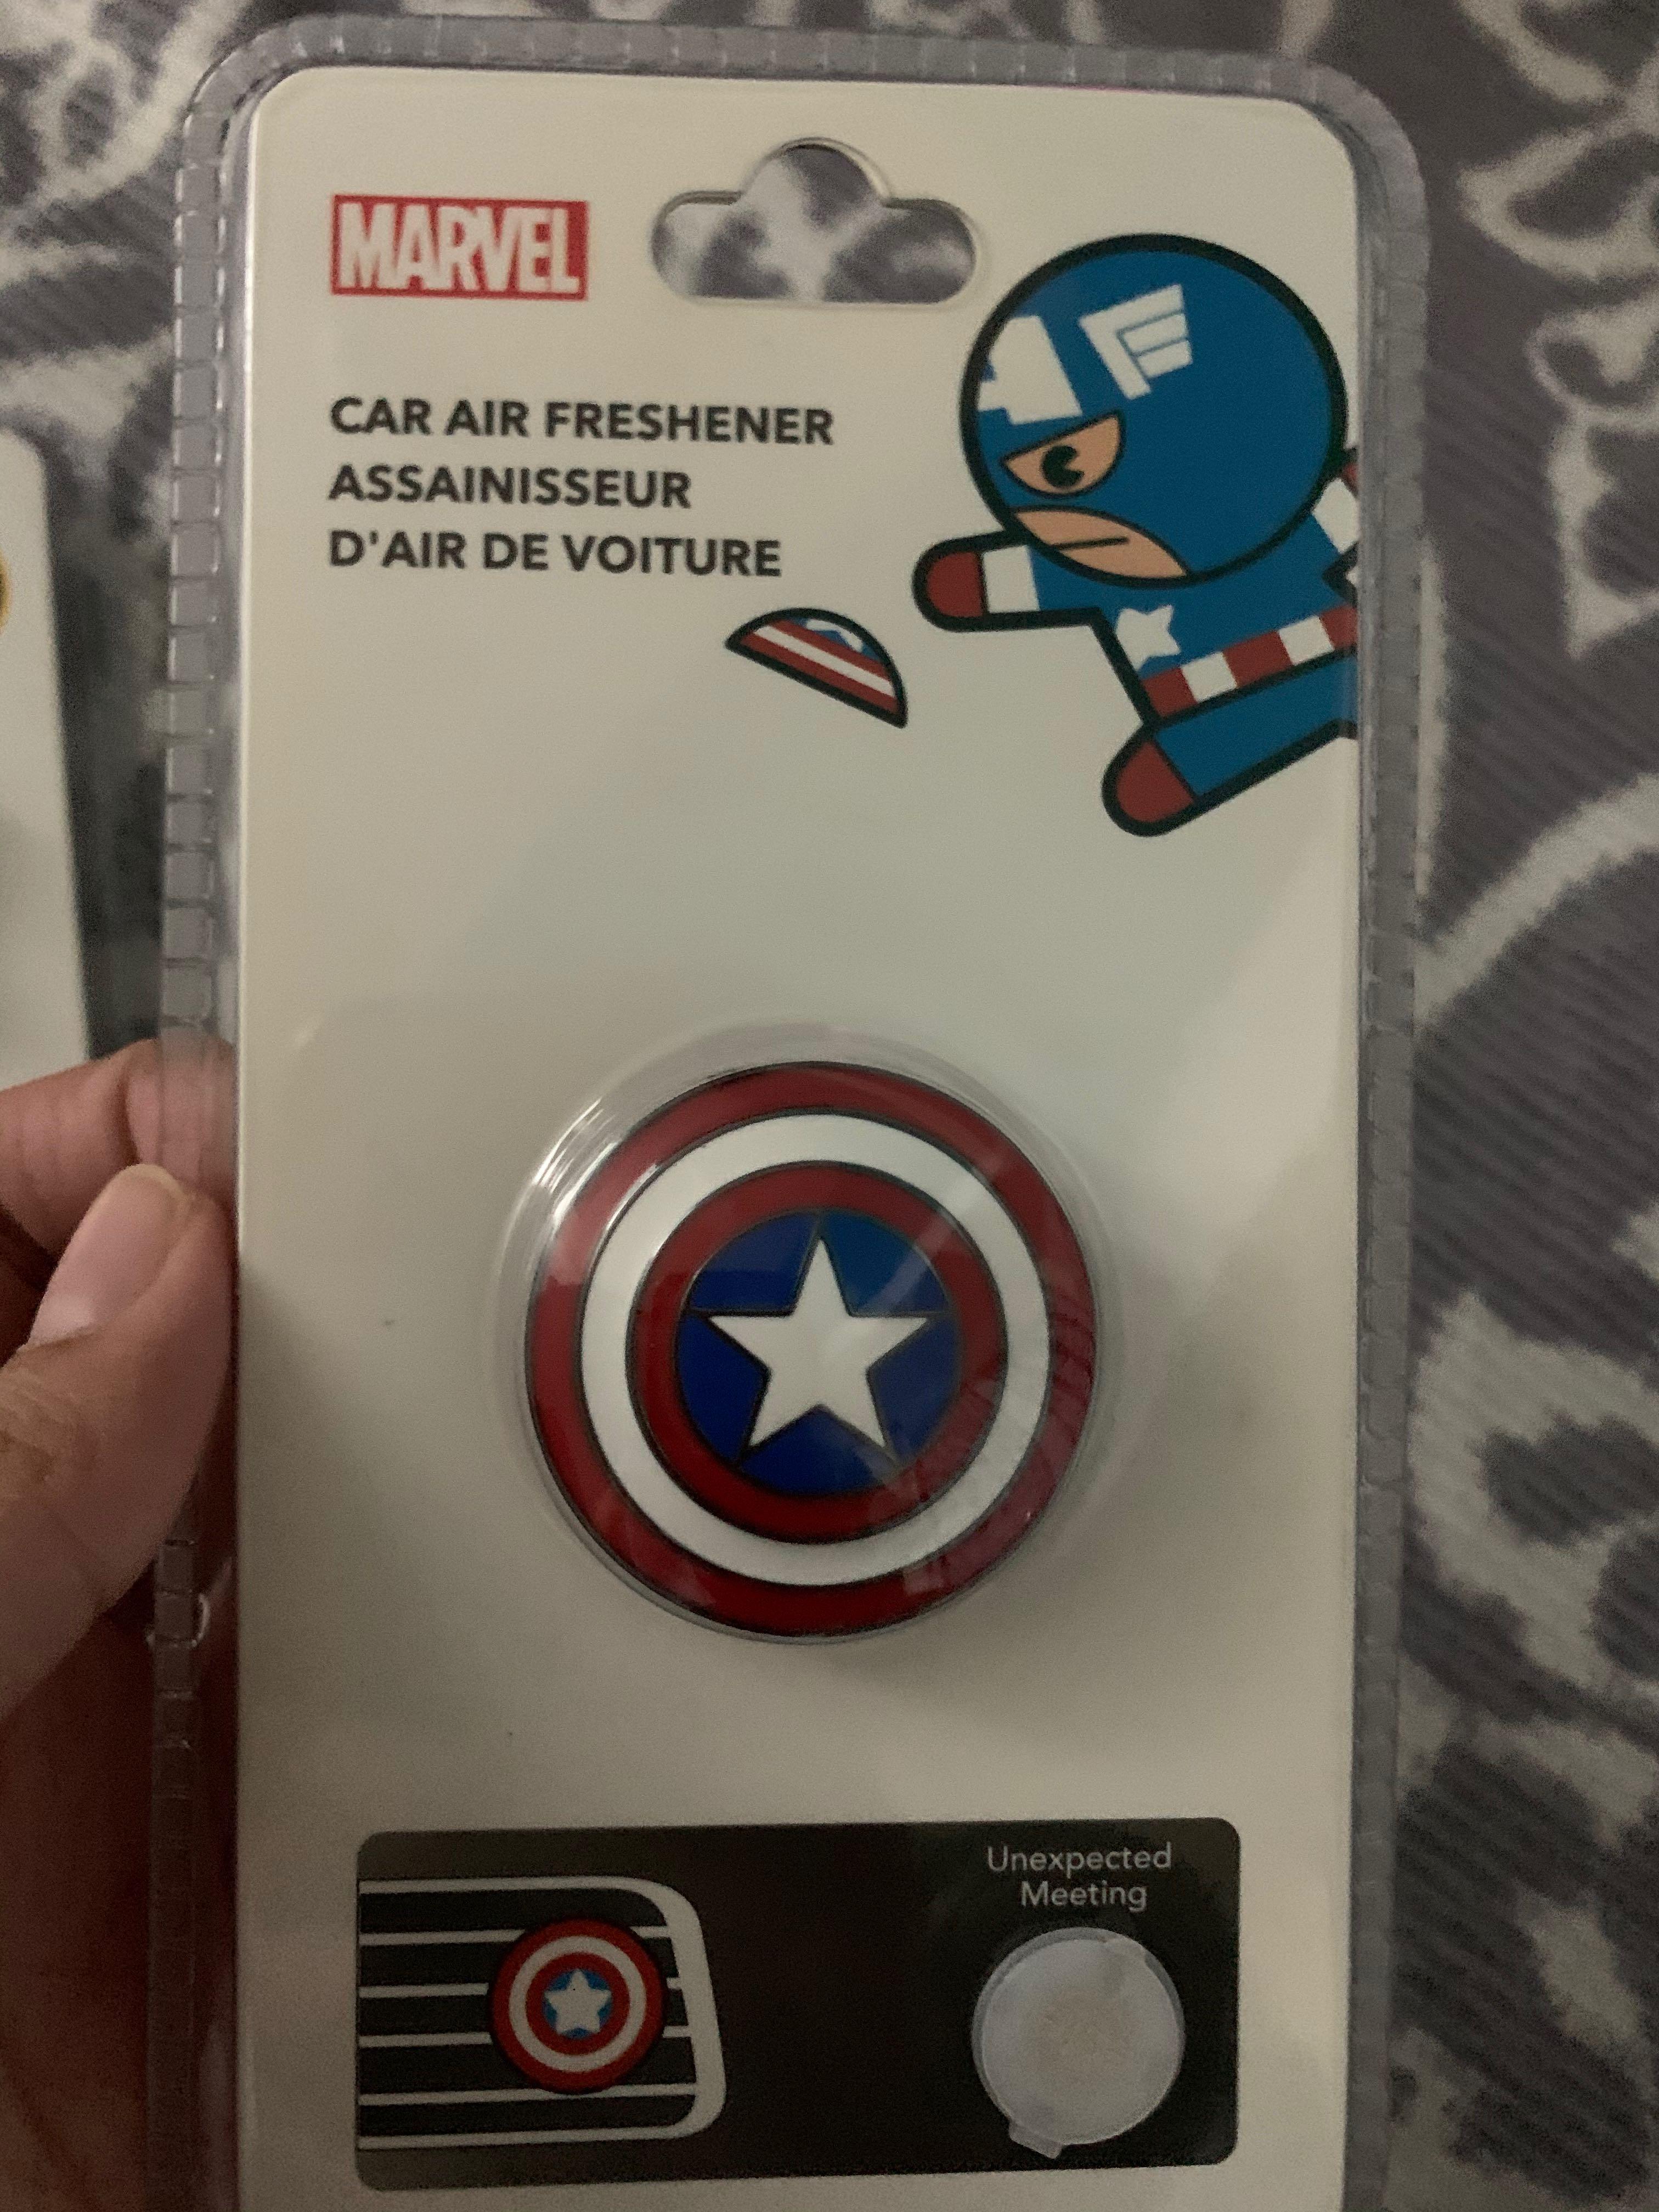 MARVEL
CAR AIR FRESHENER
ASSAINISSEUR
D'AIR DE VOITURE
Unexpected
Meeting